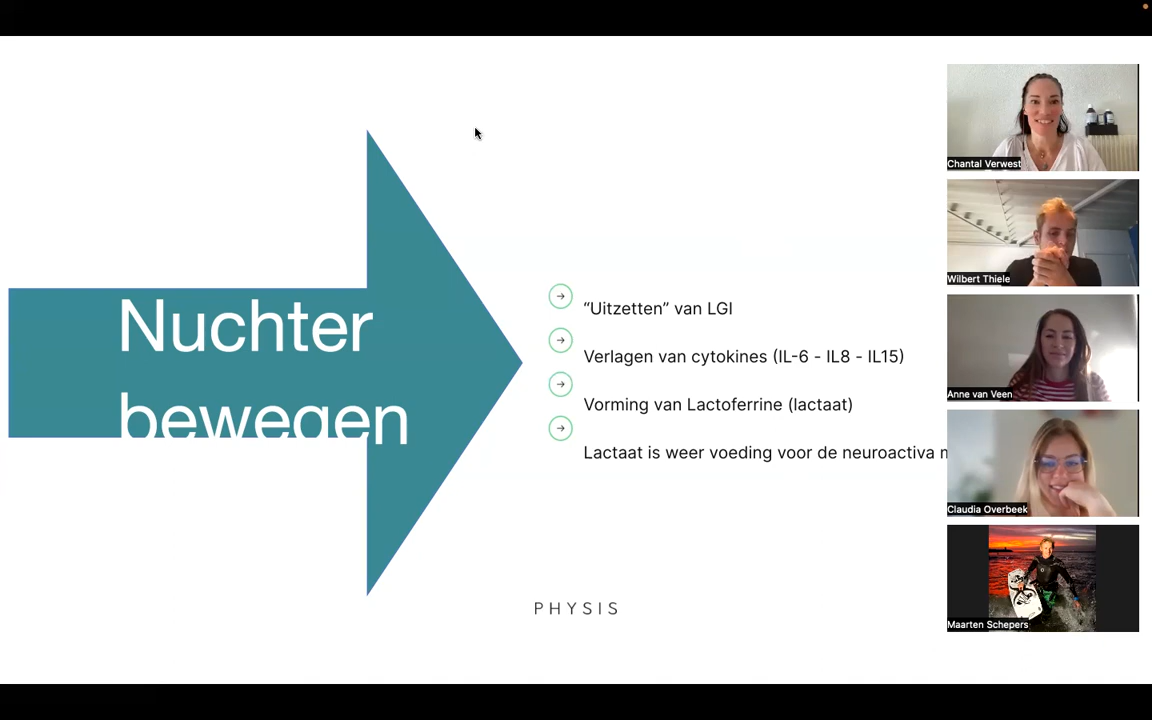 Nuchter
bewegen
“Uitzetten” van LGI
Verlagen van cytokines (IL-6 - IL8 - IL15)
Vorming van Lactoferrine (lactaat)
Lactaat is weer voeding voor de neuroactiva
PHYSIS
Chantal Verwest
Wilbert Thiele
Anne van Veen
Claudia Overbeek
Maarten Schepers